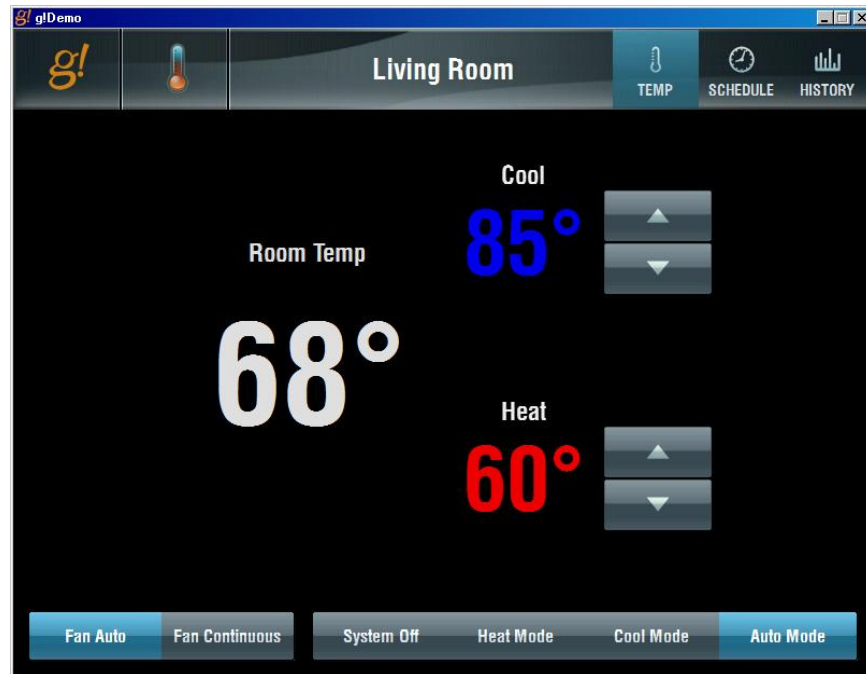 g! g!Demo
g!
Living Room
TEMP
SCHEDULE
HISTORY
Cool
85°
Room Temp
68°
Heat
60°
Fan Auto
Fan Continuous
System Off
Heat Mode
Cool Mode
Auto Mode